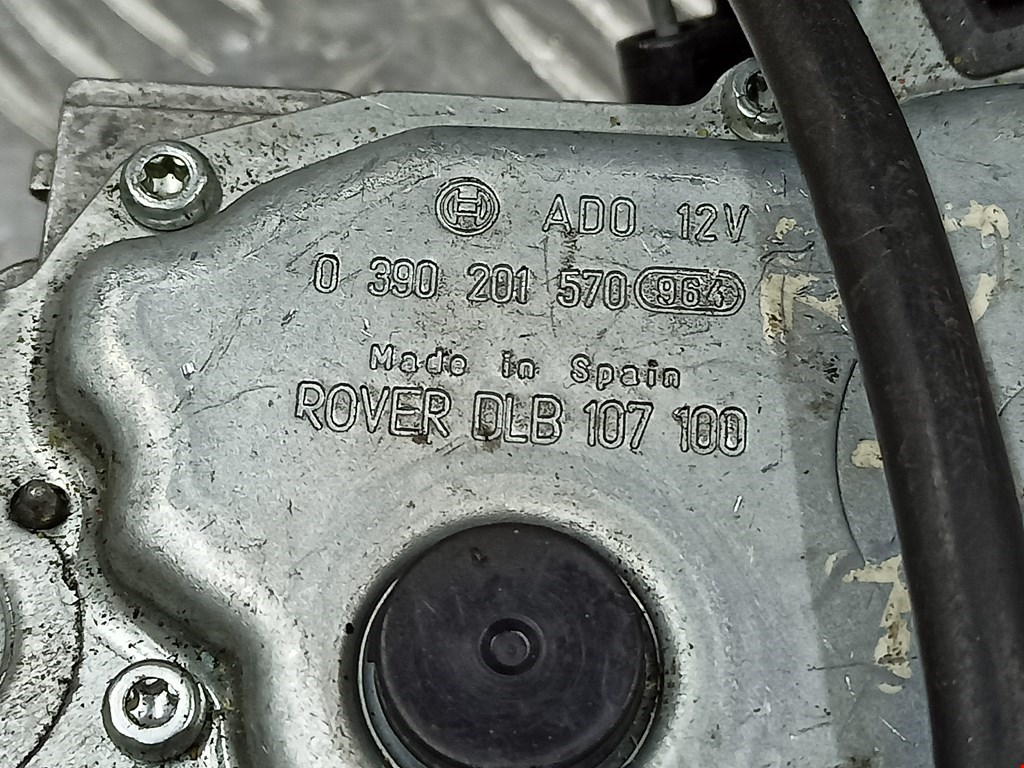 ADO 12V
0 390 201 570 964
Made in Spain
ROVER DLB 107 100